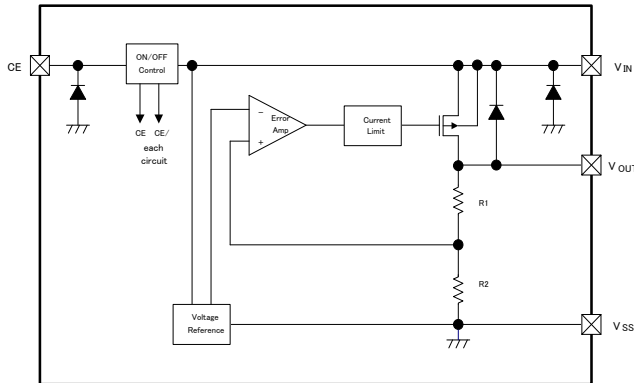 CE
ON/OFF
Control
V IN
CE CE/
each
circuit
−
Error
Amp
+
Current
Limit
V OUT
R1
R2
Voltage
Reference
V SS